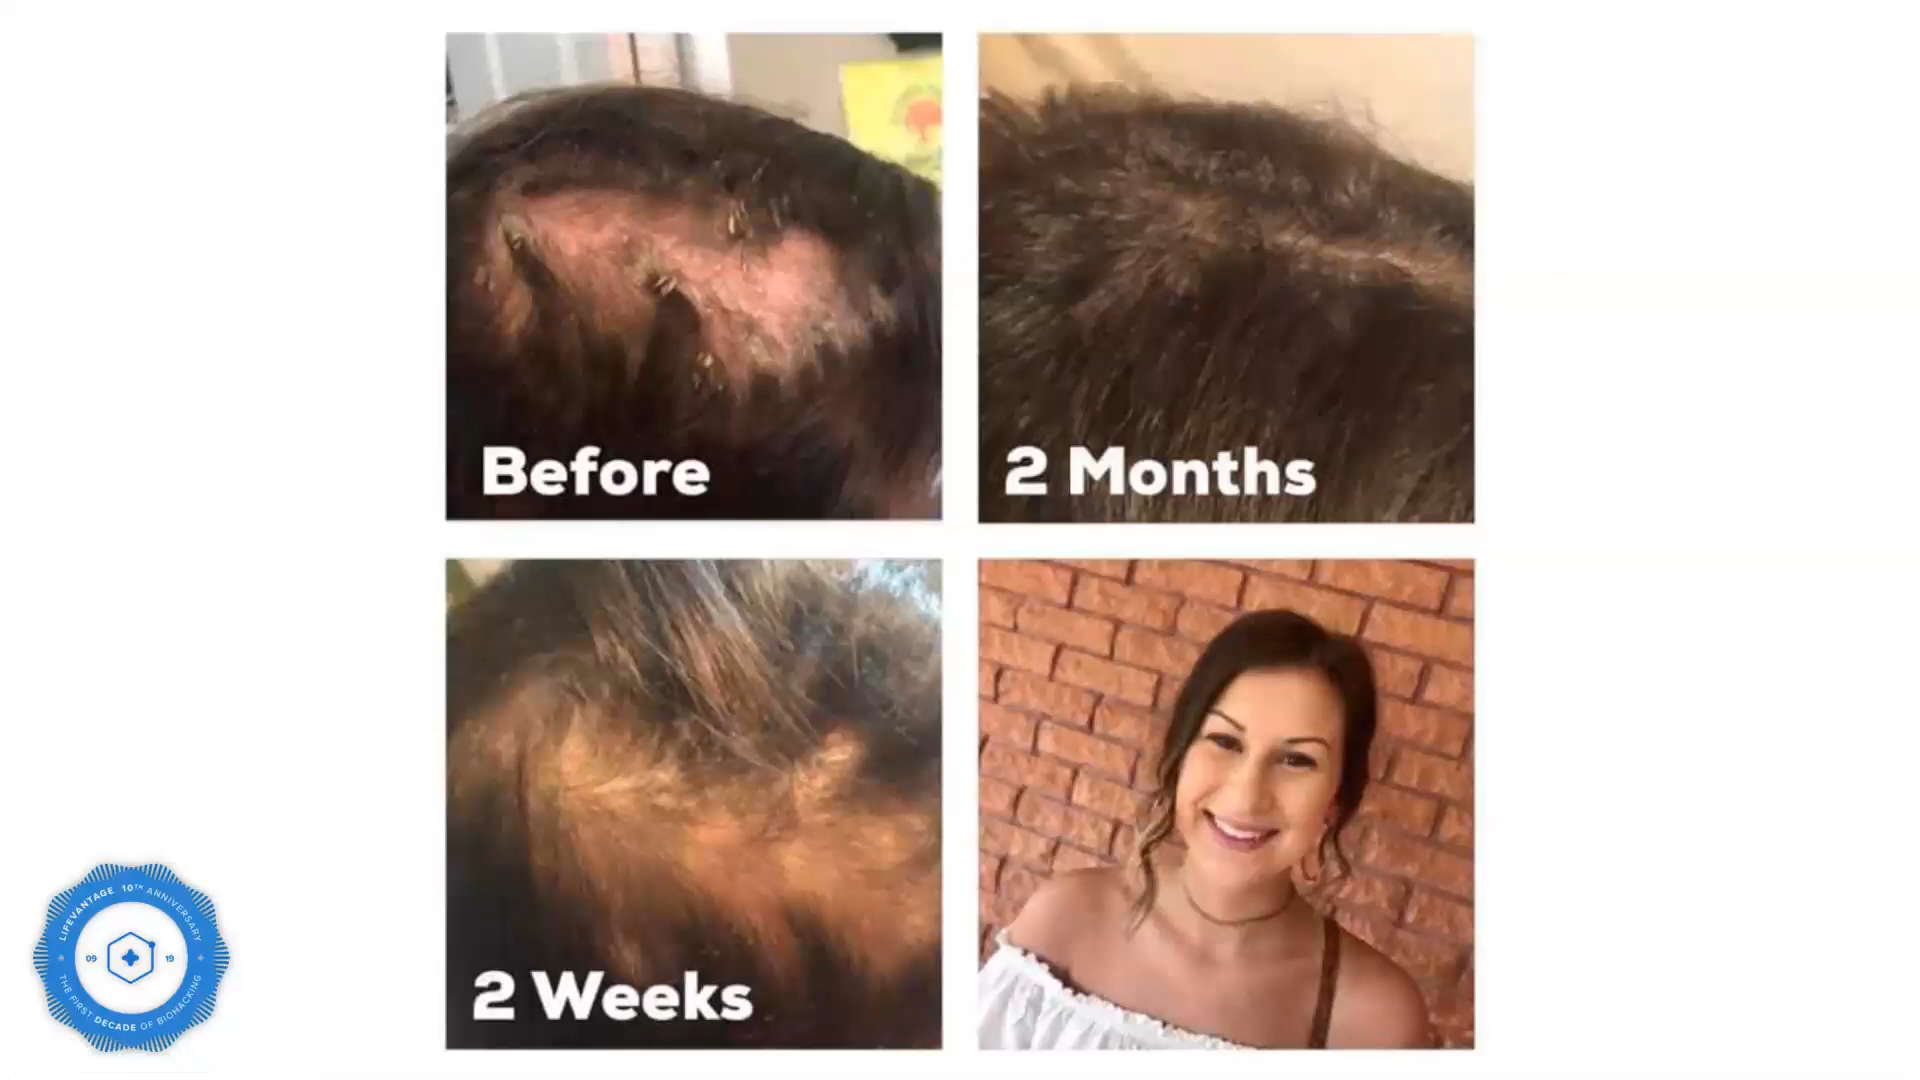 Before
2 Months
2 Weeks
LIFEVANTAGE 10TH ANNIVERSARY
09
19
THE FIRST DECADE OF BIOHACKING